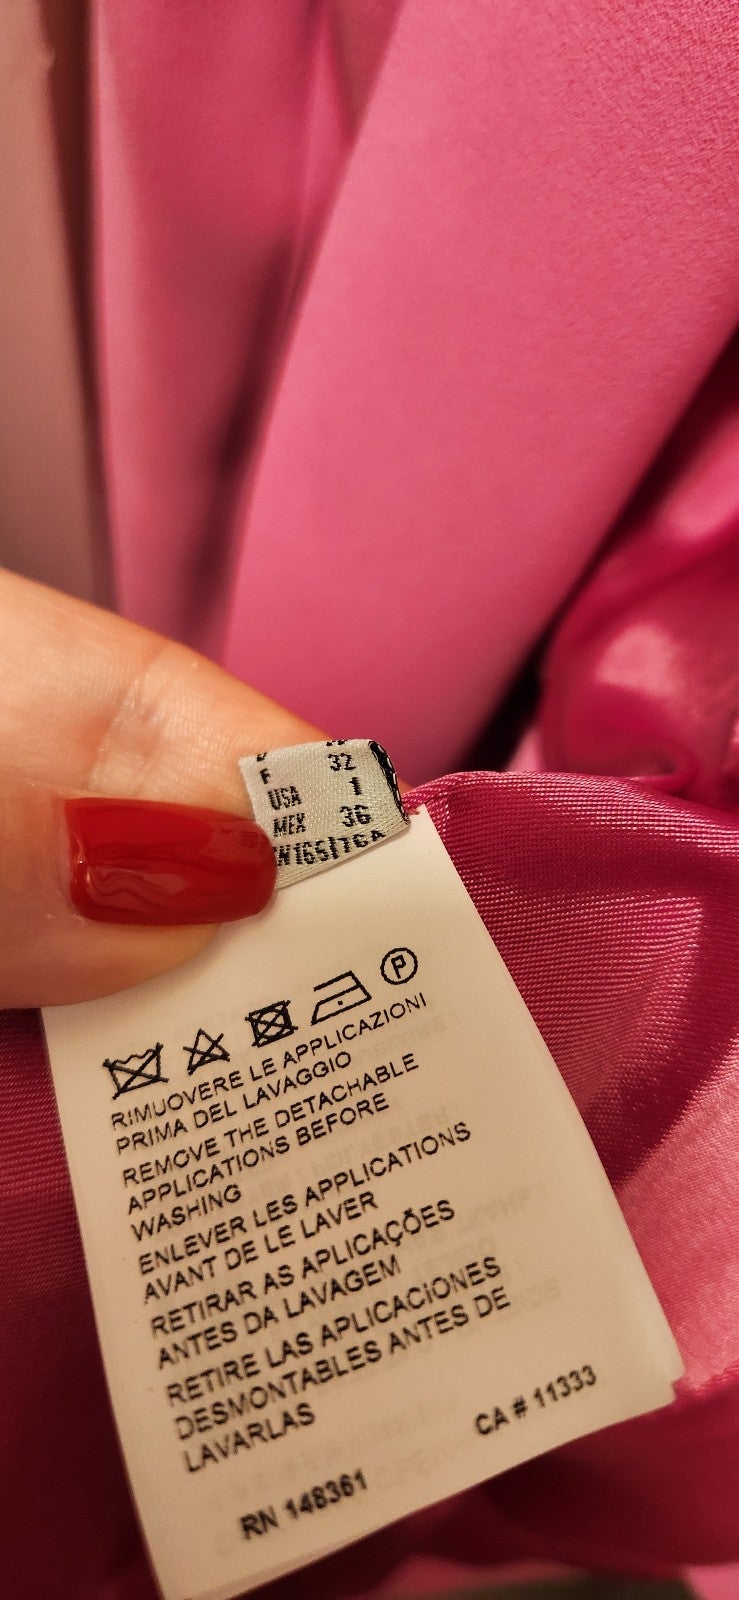 F 32
USA 1
MEX 36
P
RIMUOVERE LE APPLICAZIONI
PRIMA DEL LAVAGGIO
REMOVE THE DETACHABLE
APPLICATIONS BEFORE
WASHING
ENLEVER LES APPLICATIONS
AVANT DE LE LAVER
RETIRAR AS APLICAÇÕES
ANTES DA LAVAGEM
RETIRE LAS APLICACIONES
DESMONTABLES ANTES DE
LAVARLAS
CA # 11333
RN 148361